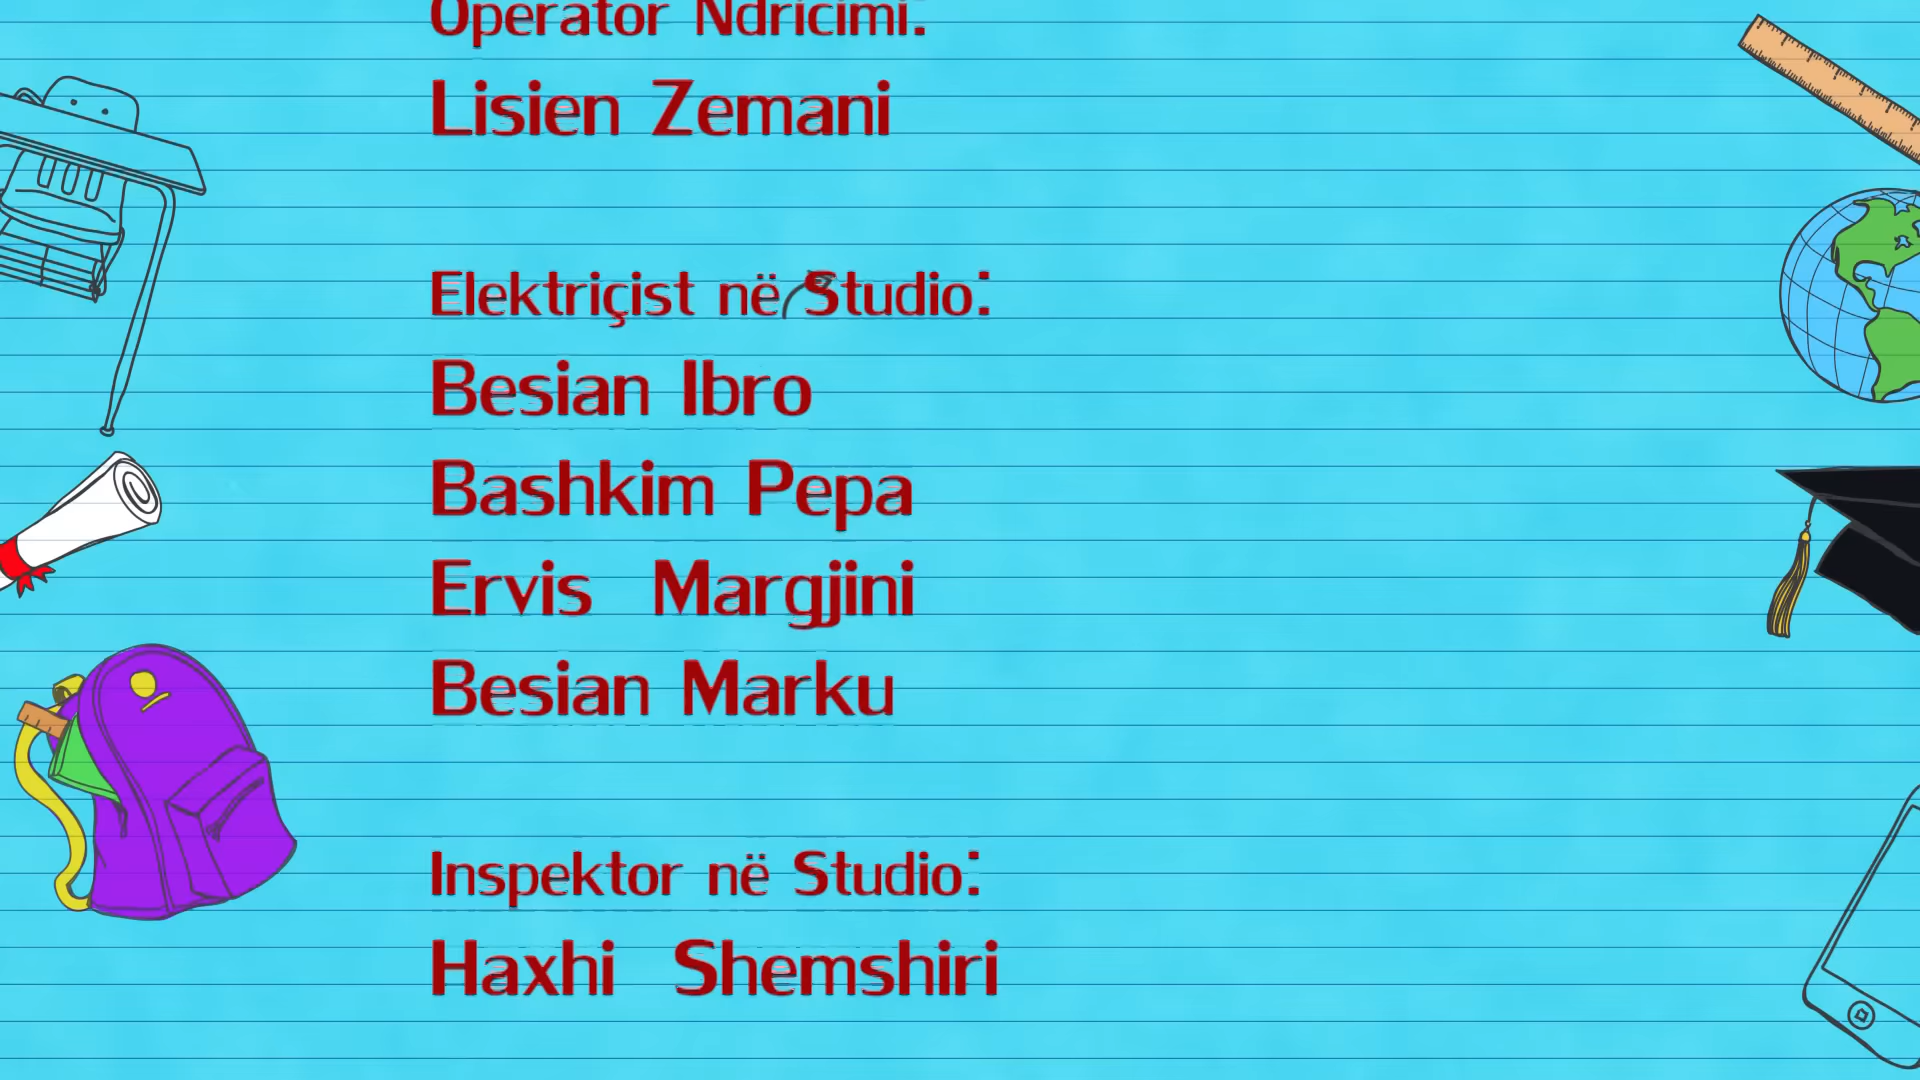 Operator Ndricimi:
Lisien Zemani
Elektriçist në Studio:
Besian Ibro
Bashkim Pepa
Ervis Margjini
Besian Marku
Inspektor në Studio:
Haxhi Shemshiri